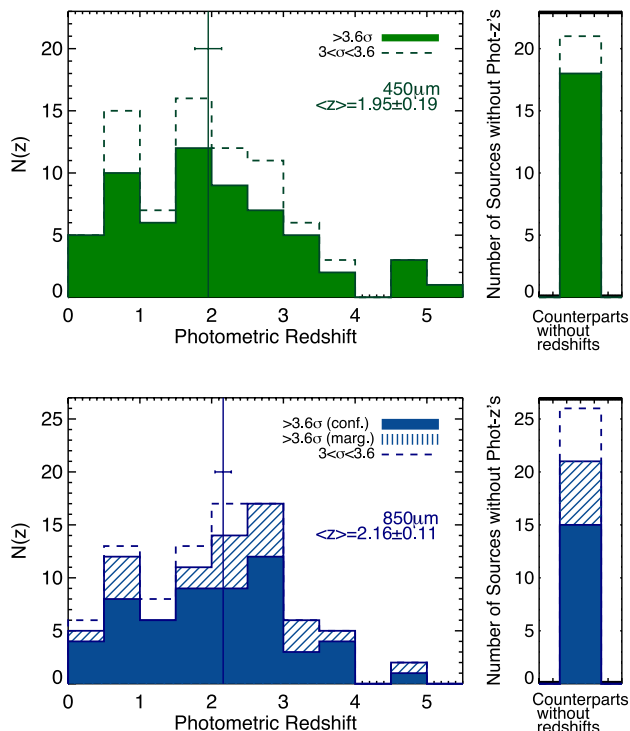 >3.6σ
3<σ<3.6
450μm
<z>=1.95±0.19
N(z)
20
15
10
5
0
0 1 2 3 4 5
Photometric Redshift
Number of Sources without Phot-z's
20
15
10
5
0
Counterparts
without
redshifts
>3.6σ (conf.)
>3.6σ (marg.)
3<σ<3.6
850μm
<z>=2.16±0.11
N(z)
25
20
15
10
5
0
0 1 2 3 4 5
Photometric Redshift
Number of Sources without Phot-z's
25
20
15
10
5
0
Counterparts
without
redshifts